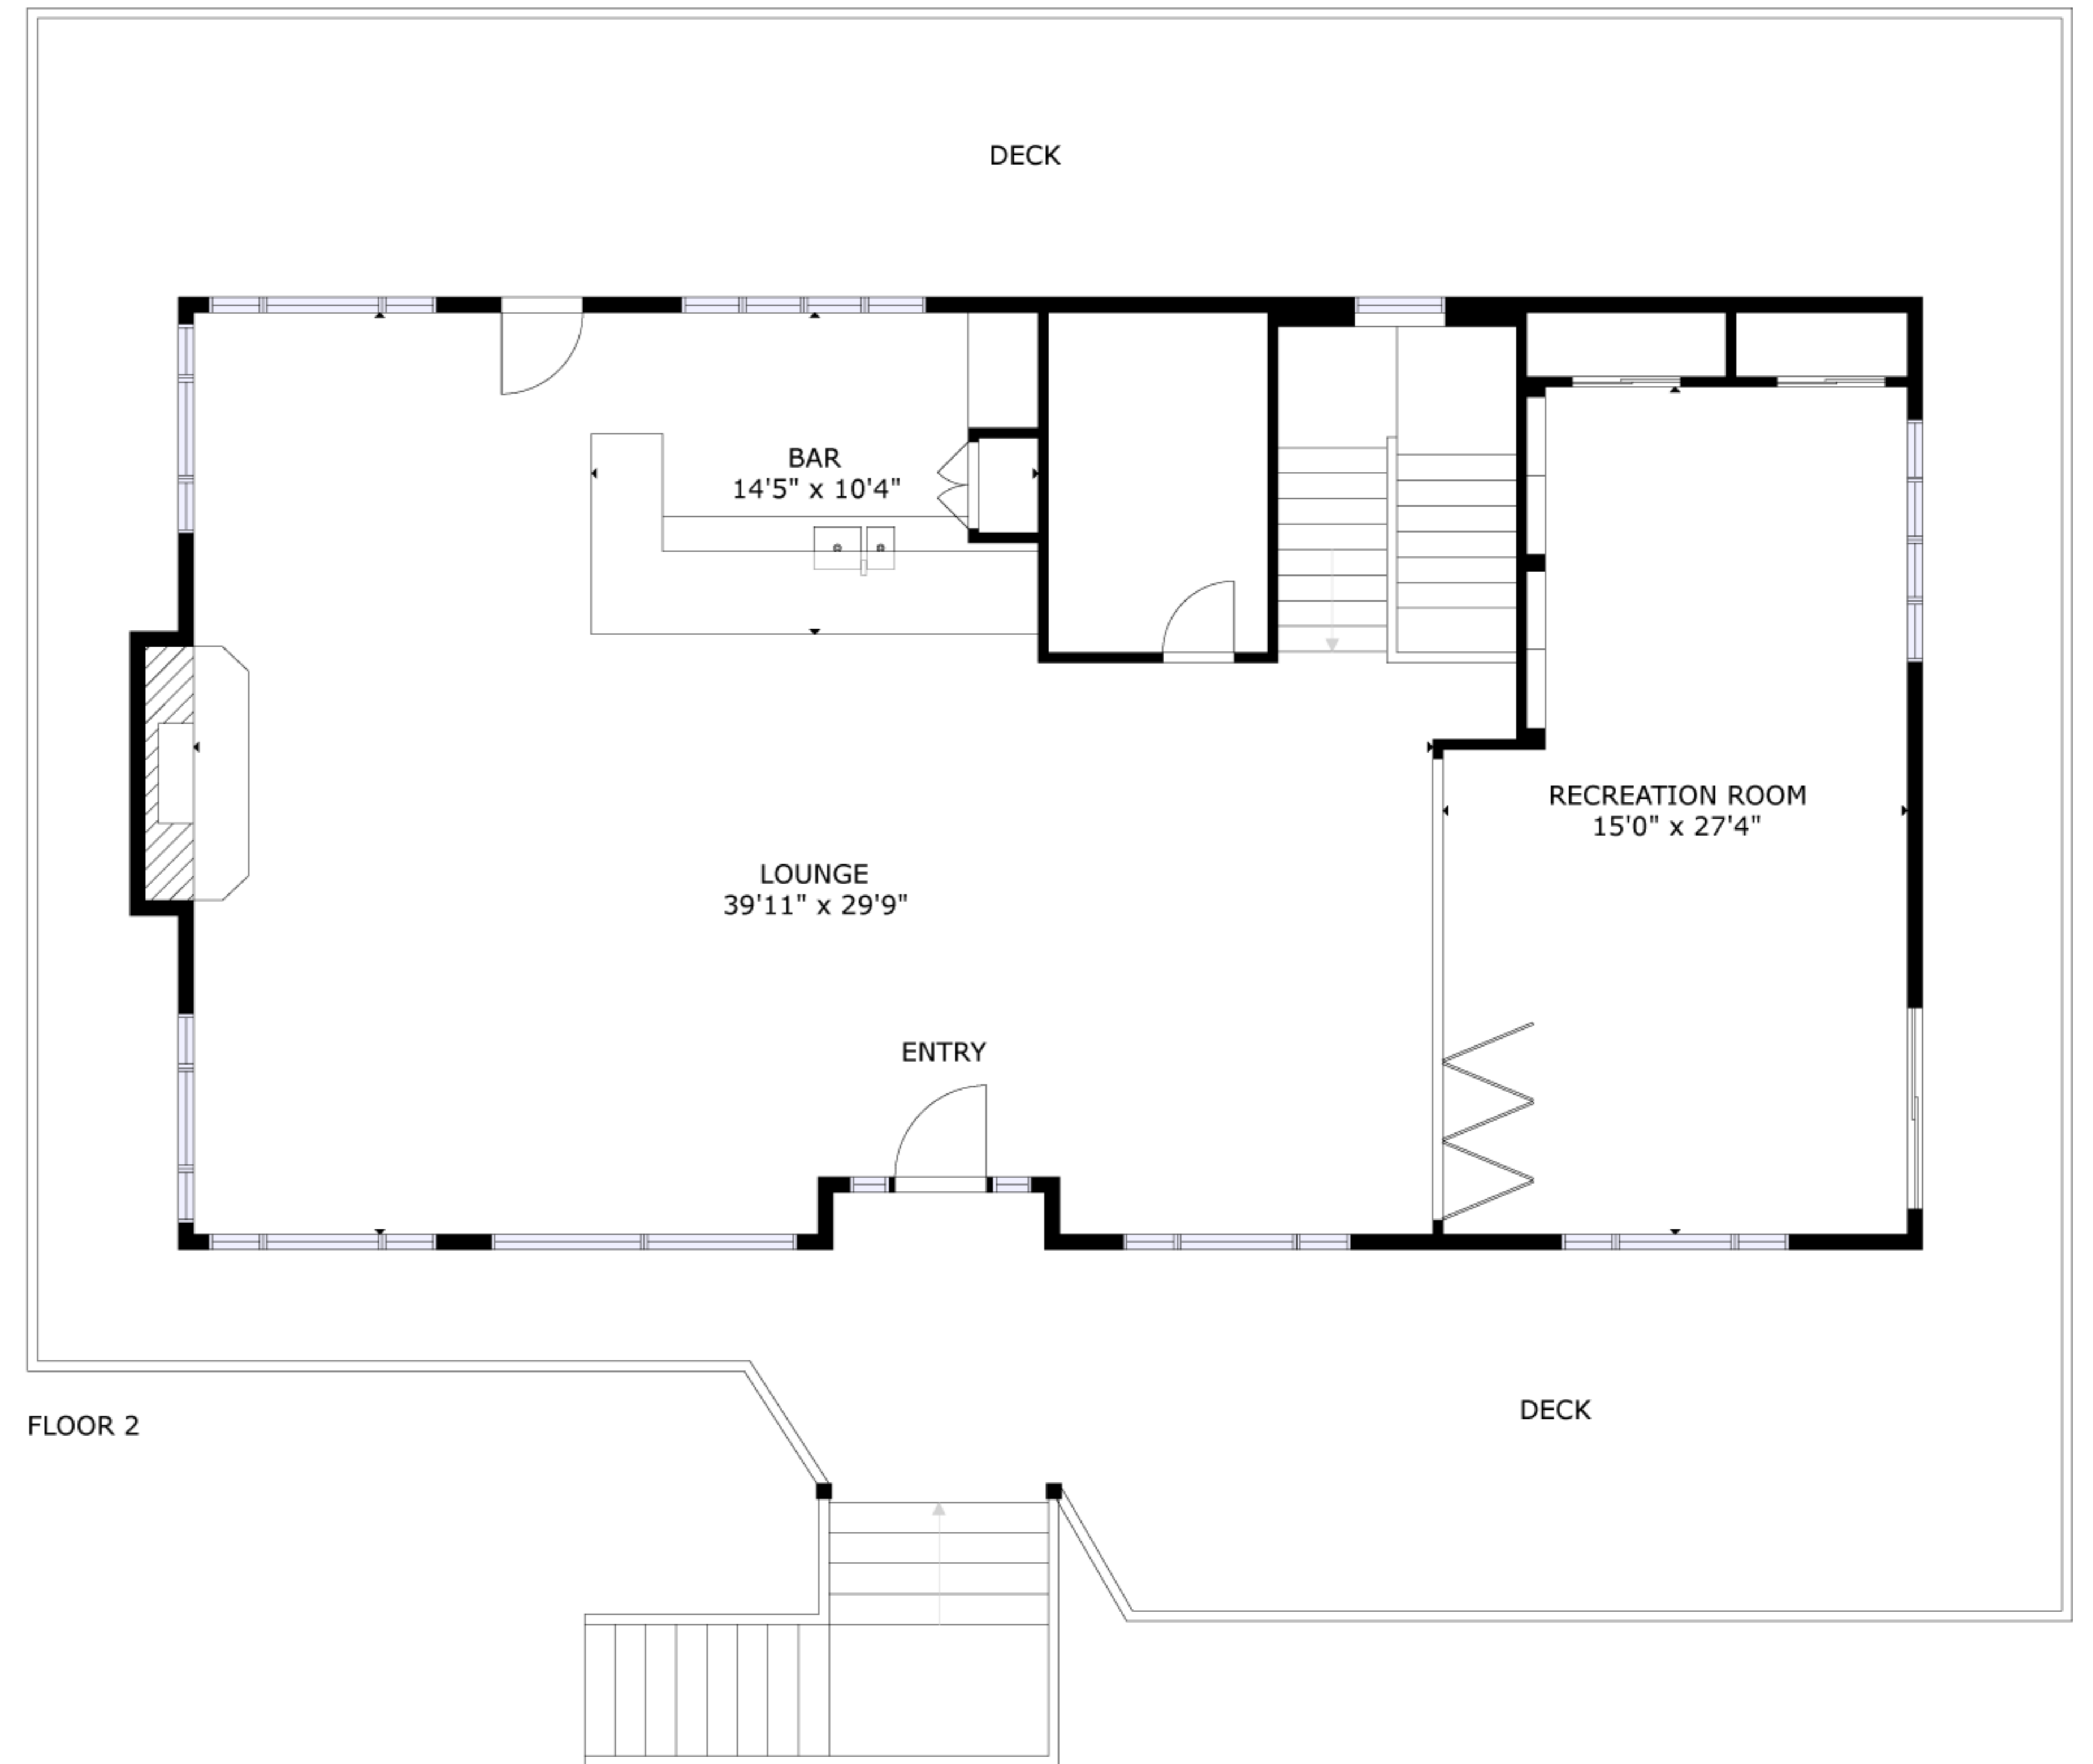 DECK
BAR
14'5" x 10'4"
RECREATION ROOM
15'0" x 27'4"
LOUNGE
39'11" x 29'9"
ENTRY
DECK
FLOOR 2